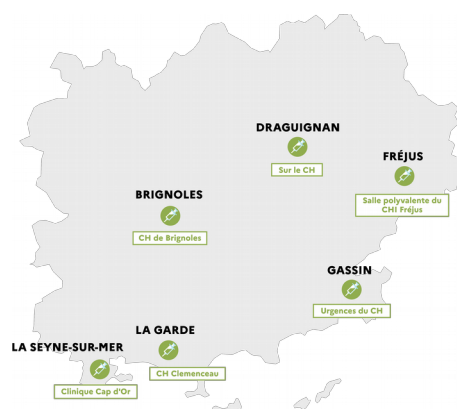 DRAGUIGNAN
Sur le CH
FRÉJUS
Salle polyvalente du
CHI Fréjus
BRIGNOLES
CH de Brignoles
GASSIN
Urgences du CH
LA GARDE
CH Clemenceau
LA SEYNE-SUR-MER
Clinique Cap d'Or